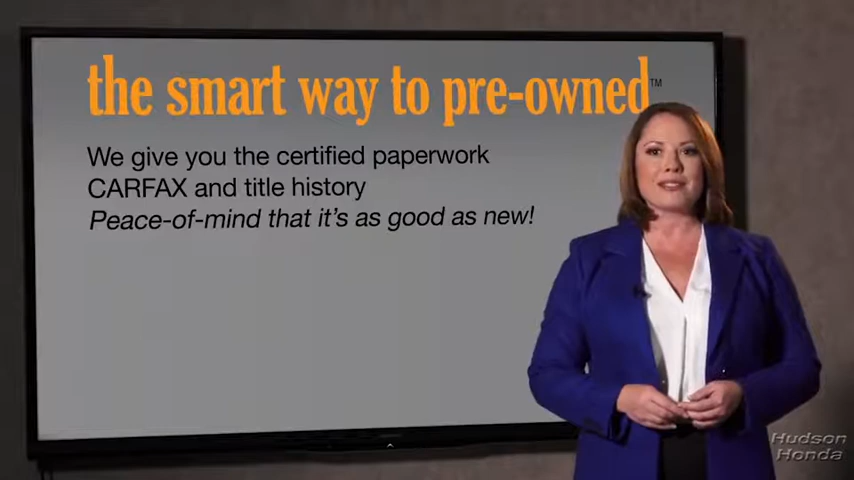 the smart way to pre-owned™
We give you the certified paperwork
CARFAX and title history
Peace-of-mind that it's as good as new!
Hudson
Honda